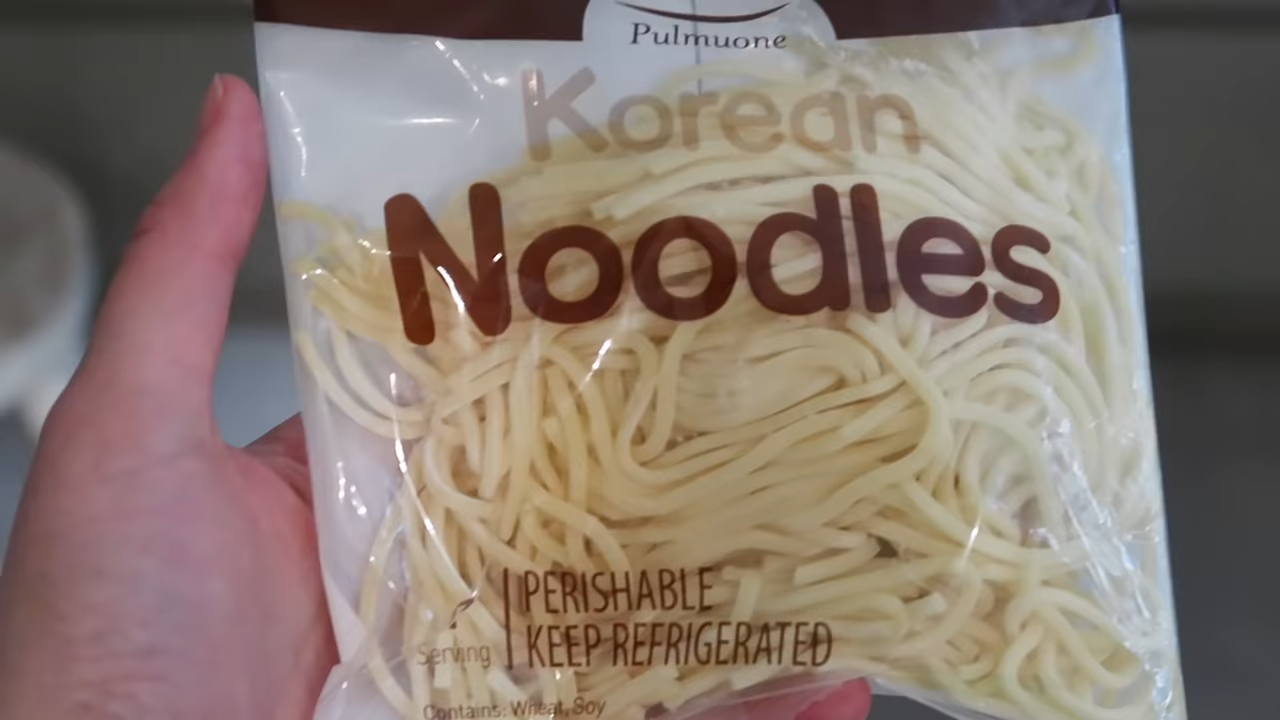 Pulmuone
Korean
Noodles
PERISHABLE
KEEP REFRIGERATED
Serving
Contains: Wheat, Soy